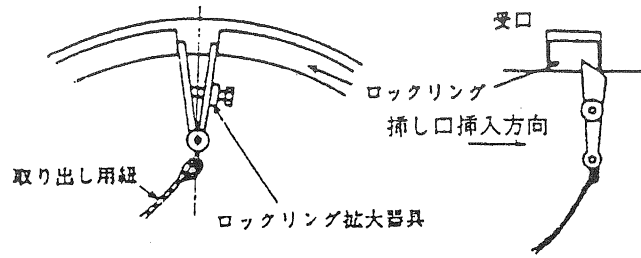 受口
ロックリング
挿し口挿入方向
取り出し用紐
ロックリング拡大器具